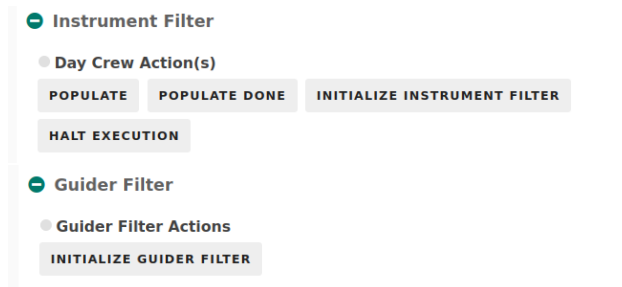 Instrument Filter
Day Crew Action(s)
POPULATE POPULATE DONE INITIALIZE INSTRUMENT FILTER
HALT EXECUTION
Guider Filter
Guider Filter Actions
INITIALIZE GUIDER FILTER